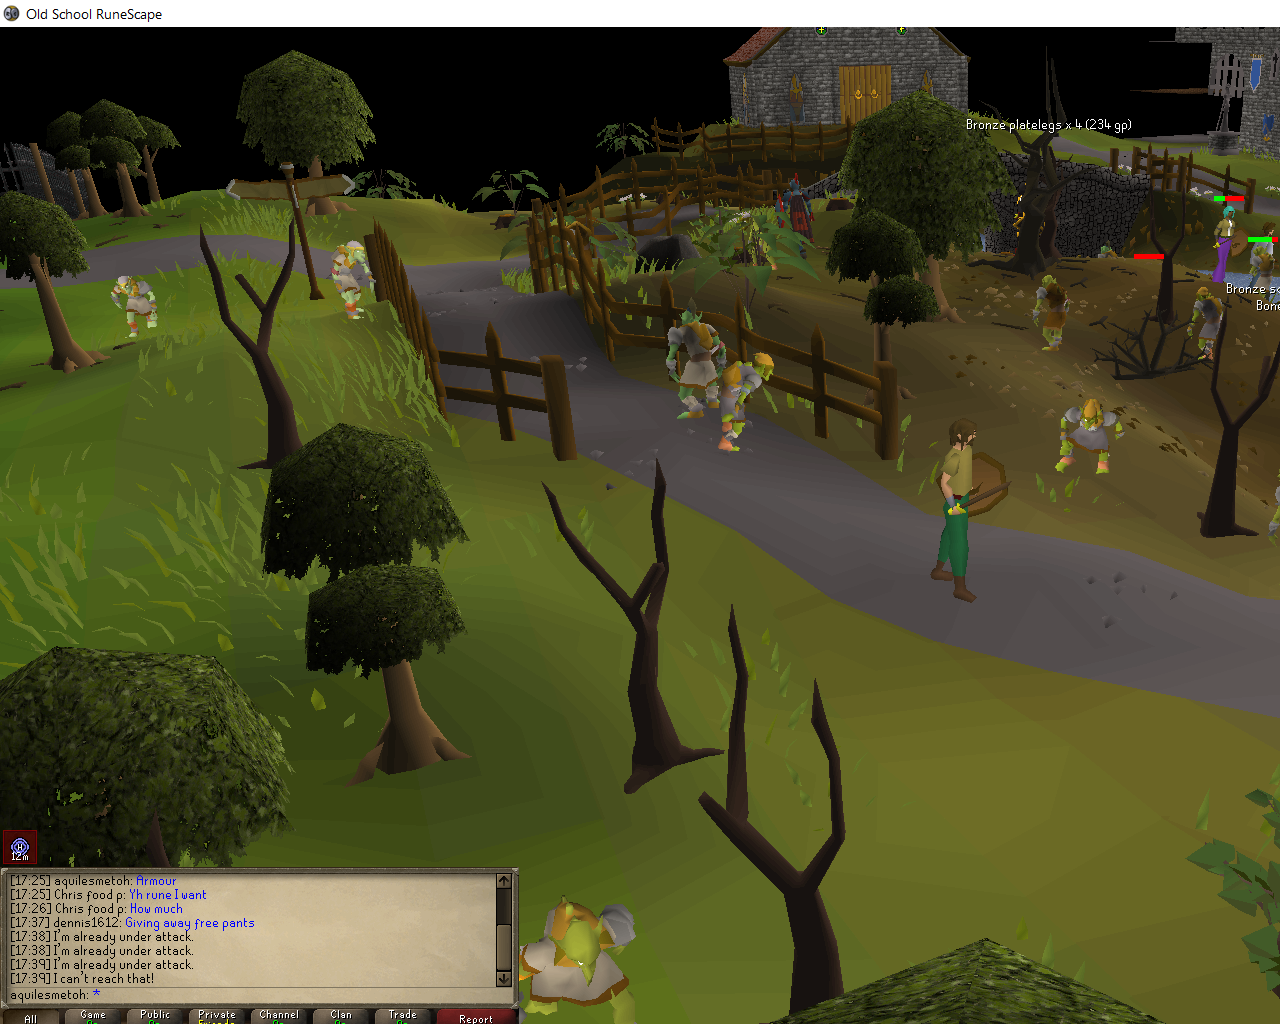 Old School RuneScape
Bronze platelegs x 4 (234 gp)
Bronze
12m
[17:25] aquilesmetoh: Armour
[17:25] Chris food p: Yh rune I want
[17:26] Chris food p: How much
[17:37] dennis1612: Giving away free pants
[17:38] I'm already under attack.
[17:38] I'm already under attack.
[17:39] I'm already under attack.
[17:39] I can't reach that!
aquilesmetoh: *
All Game Public Private Channel Clan Trade Report